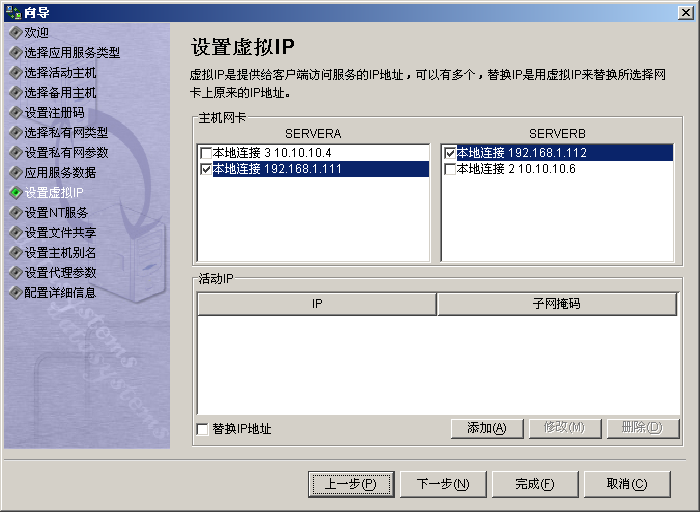 向导
欢迎
选择应用服务类型
选择活动主机
选择备用主机
设置注册码
选择私有网类型
设置私有网参数
应用服务数据
设置虚拟IP
设置NT服务
设置文件共享
设置主机别名
设置代理参数
配置详细信息
设置虚拟IP
虚拟IP是提供给客户端访问服务的IP地址，可以有多个，替换IP是用虚拟IP来替换所选择网
卡上原来的IP地址。
主机网卡
SERVERA
本地连接 3 10.10.10.4
本地连接 192.168.1.111
SERVERB
本地连接 192.168.1.112
本地连接 2 10.10.10.6
活动IP
IP 子网掩码
替换IP地址 添加(A) 修改(M) 删除(D)
上一步(P) 下一步(N) 完成(F) 取消(C)